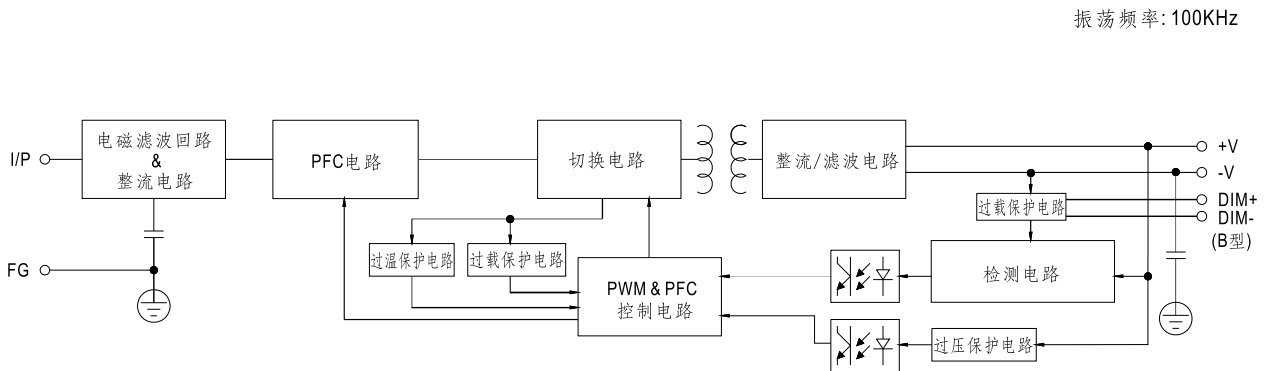 振荡频率: 100KHz
I/P
电磁滤波回路
&
整流电路
PFC电路
切换电路
整流/滤波电路
+V
-V
过载保护电路
DIM+
DIM-
(B型)
FG
过温保护电路
过载保护电路
PWM & PFC
控制电路
检测电路
过压保护电路